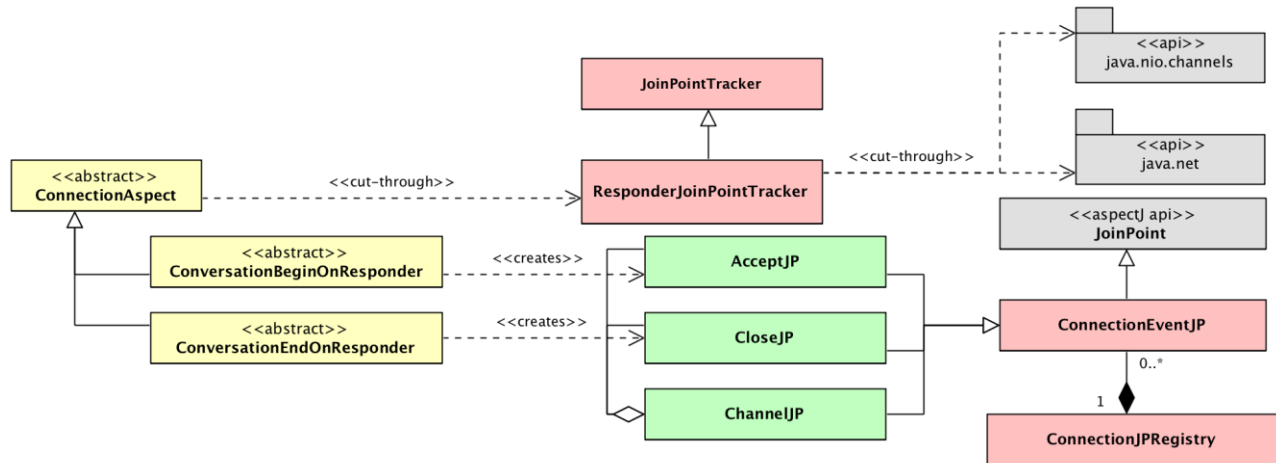 <<api>>
java.nio.channels
JoinPointTracker
<<api>>
java.net
<<abstract>>
ConnectionAspect
<<cut-through>>
ResponderJoinPointTracker
<<cut-through>>
<<aspectJ api>>
JoinPoint
<<abstract>>
ConversationBeginOnResponder
<<creates>>
AcceptJP
<<abstract>>
ConversationEndOnResponder
<<creates>>
CloseJP
ConnectionEventJP
0..*
1
ChannelJP
ConnectionJPRegistry